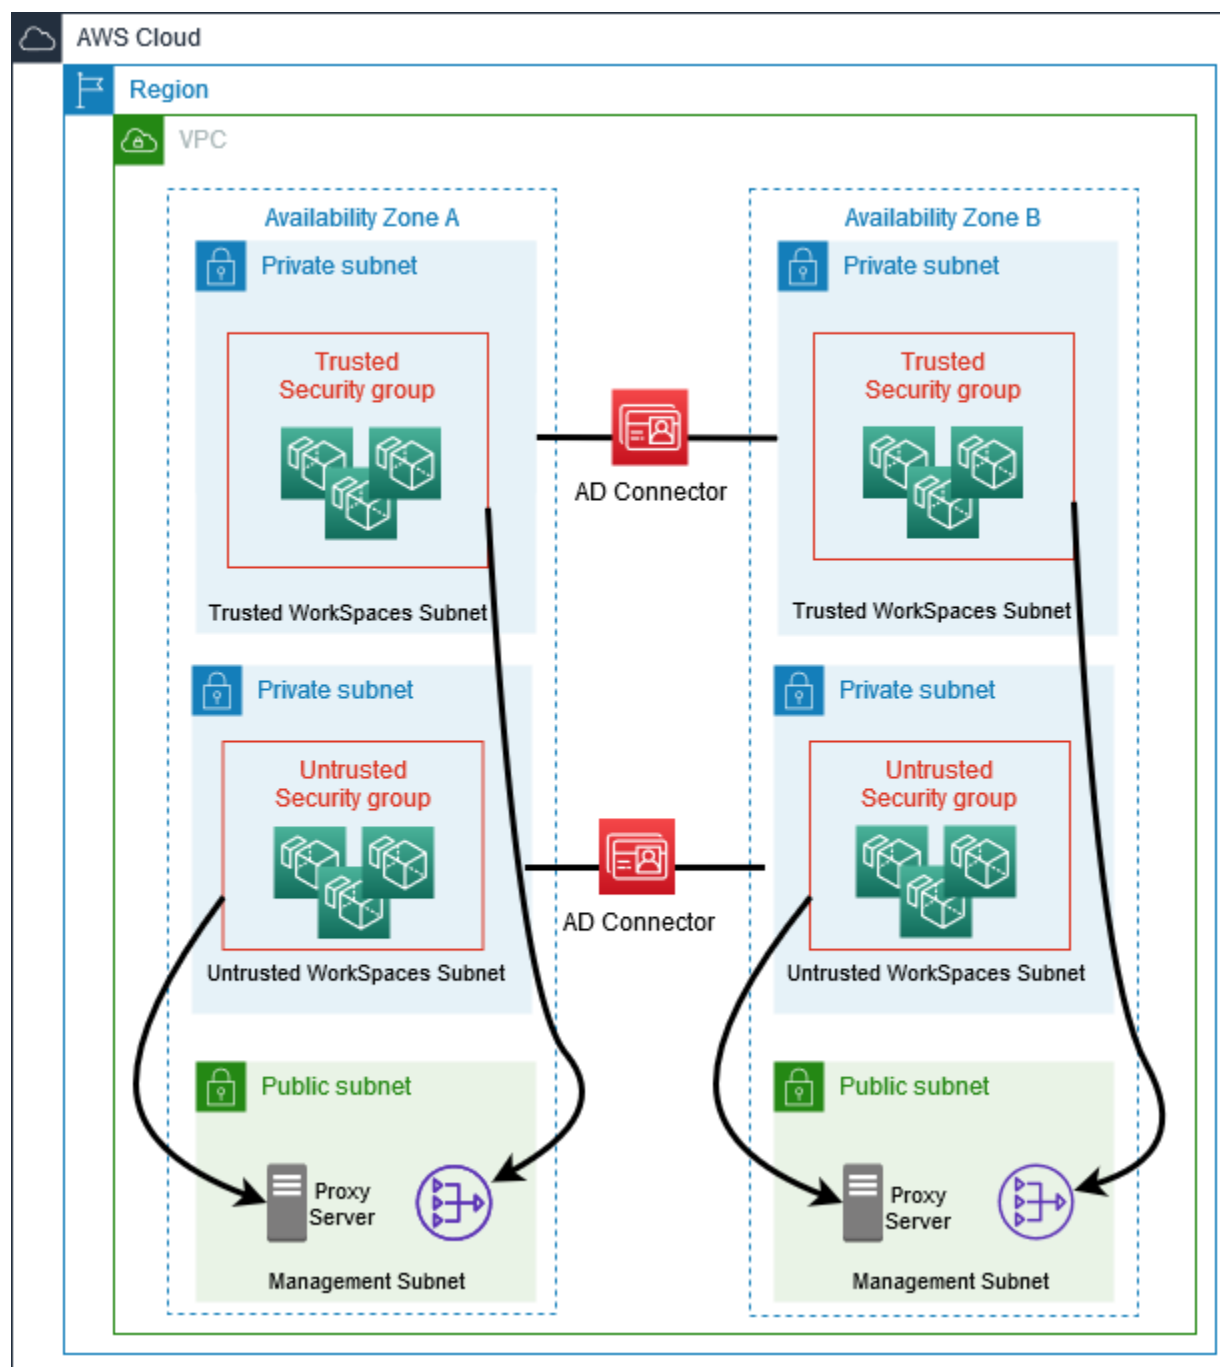 AWS Cloud
Region
VPC
Availability Zone A
Private subnet
Trusted
Security group
Trusted WorkSpaces Subnet
Private subnet
Untrusted
Security group
Untrusted WorkSpaces Subnet
Public subnet
Proxy
Server
Management Subnet
AD Connector
AD Connector
Availability Zone B
Private subnet
Trusted
Security group
Trusted WorkSpaces Subnet
Private subnet
Untrusted
Security group
Untrusted WorkSpaces Subnet
Public subnet
Proxy
Server
Management Subnet